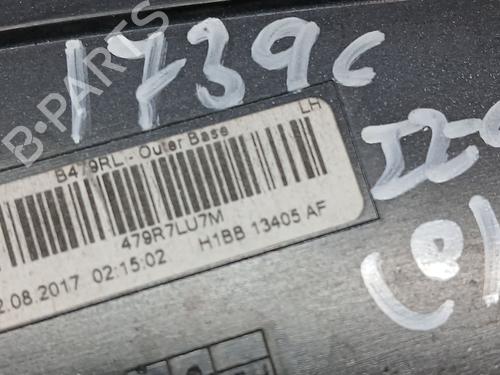 1739C
B-PARTS
LH
B479RL - Outer Base
479R7LU7M
H1BB 13405 AF
2.08.2017 02:15:02